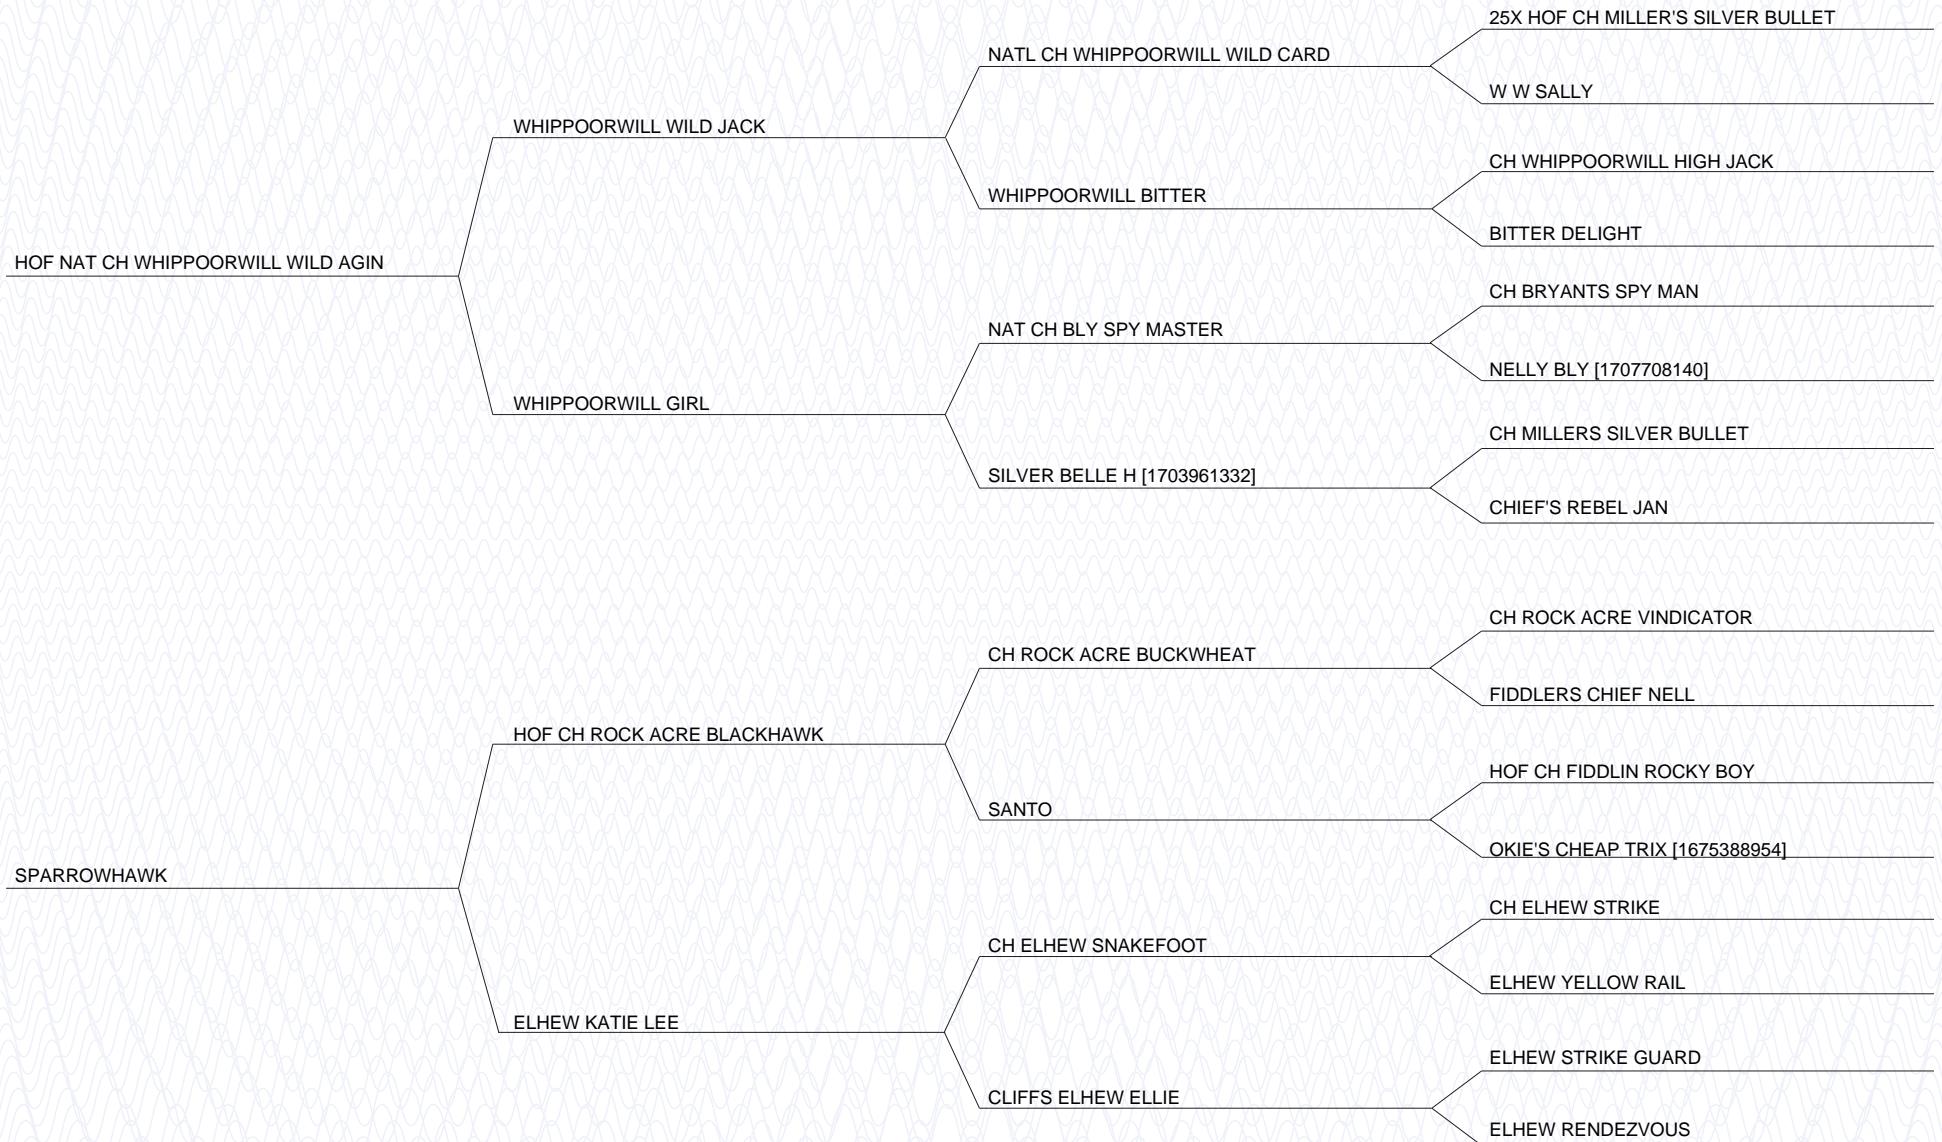 25X HOF CH MILLER'S SILVER BULLET
NATL CH WHIPPOORWILL WILD CARD
W W SALLY
WHIPPOORWILL WILD JACK
CH WHIPPOORWILL HIGH JACK
WHIPPOORWILL BITTER
BITTER DELIGHT
HOF NAT CH WHIPPOORWILL WILD AGIN
CH BRYANTS SPY MAN
NAT CH BLY SPY MASTER
NELLY BLY [1707708140]
WHIPPOORWILL GIRL
CH MILLERS SILVER BULLET
SILVER BELLE H [1703961332]
CHIEF'S REBEL JAN
CH ROCK ACRE VINDICATOR
CH ROCK ACRE BUCKWHEAT
FIDDLERS CHIEF NELL
HOF CH ROCK ACRE BLACKHAWK
HOF CH FIDDLIN ROCKY BOY
SANTO
OKIE'S CHEAP TRIX [1675388954]
SPARROWHAWK
CH ELHEW STRIKE
CH ELHEW SNAKEFOOT
ELHEW YELLOW RAIL
ELHEW KATIE LEE
ELHEW STRIKE GUARD
CLIFFS ELHEW ELLIE
ELHEW RENDEZVOUS